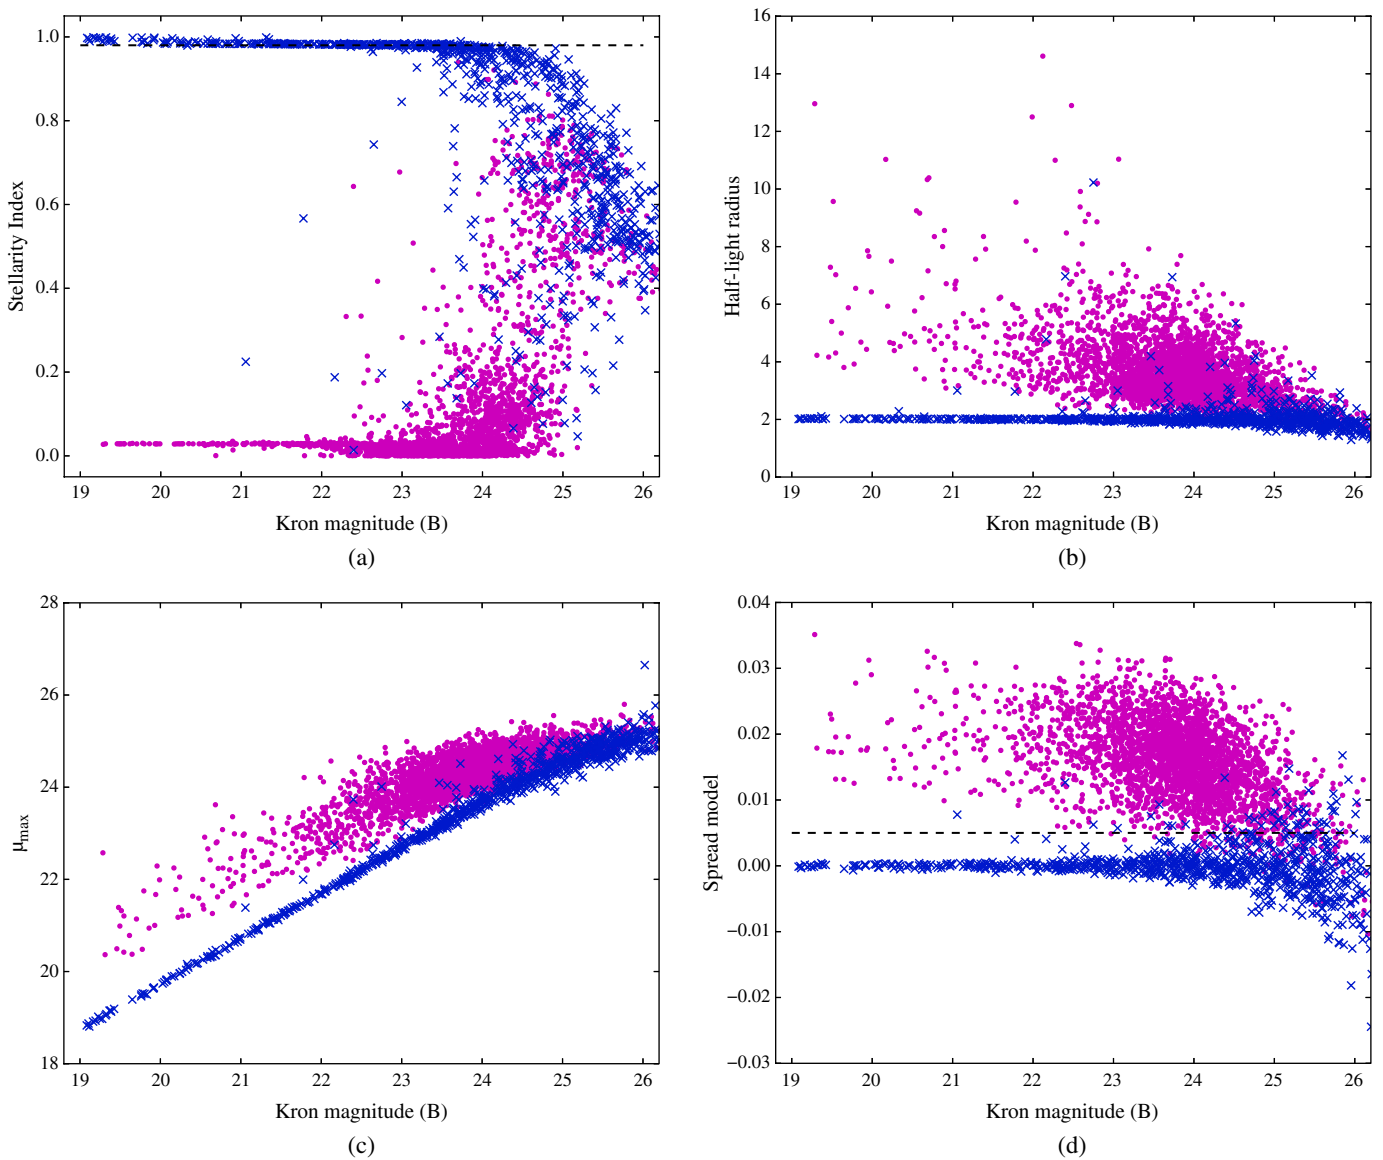 1.0
0.8
0.6
0.4
0.2
0.0
Stellarity Index
19 20 21 22 23 24 25 26
Kron magnitude (B)
(a)
16
14
12
10
8
6
4
2
0
Half-light radius
19 20 21 22 23 24 25 26
Kron magnitude (B)
(b)
28
26
24
22
20
18
μmax
19 20 21 22 23 24 25 26
Kron magnitude (B)
(c)
0.04
0.03
0.02
0.01
0.00
−0.01
−0.02
−0.03
Spread model
19 20 21 22 23 24 25 26
Kron magnitude (B)
(d)